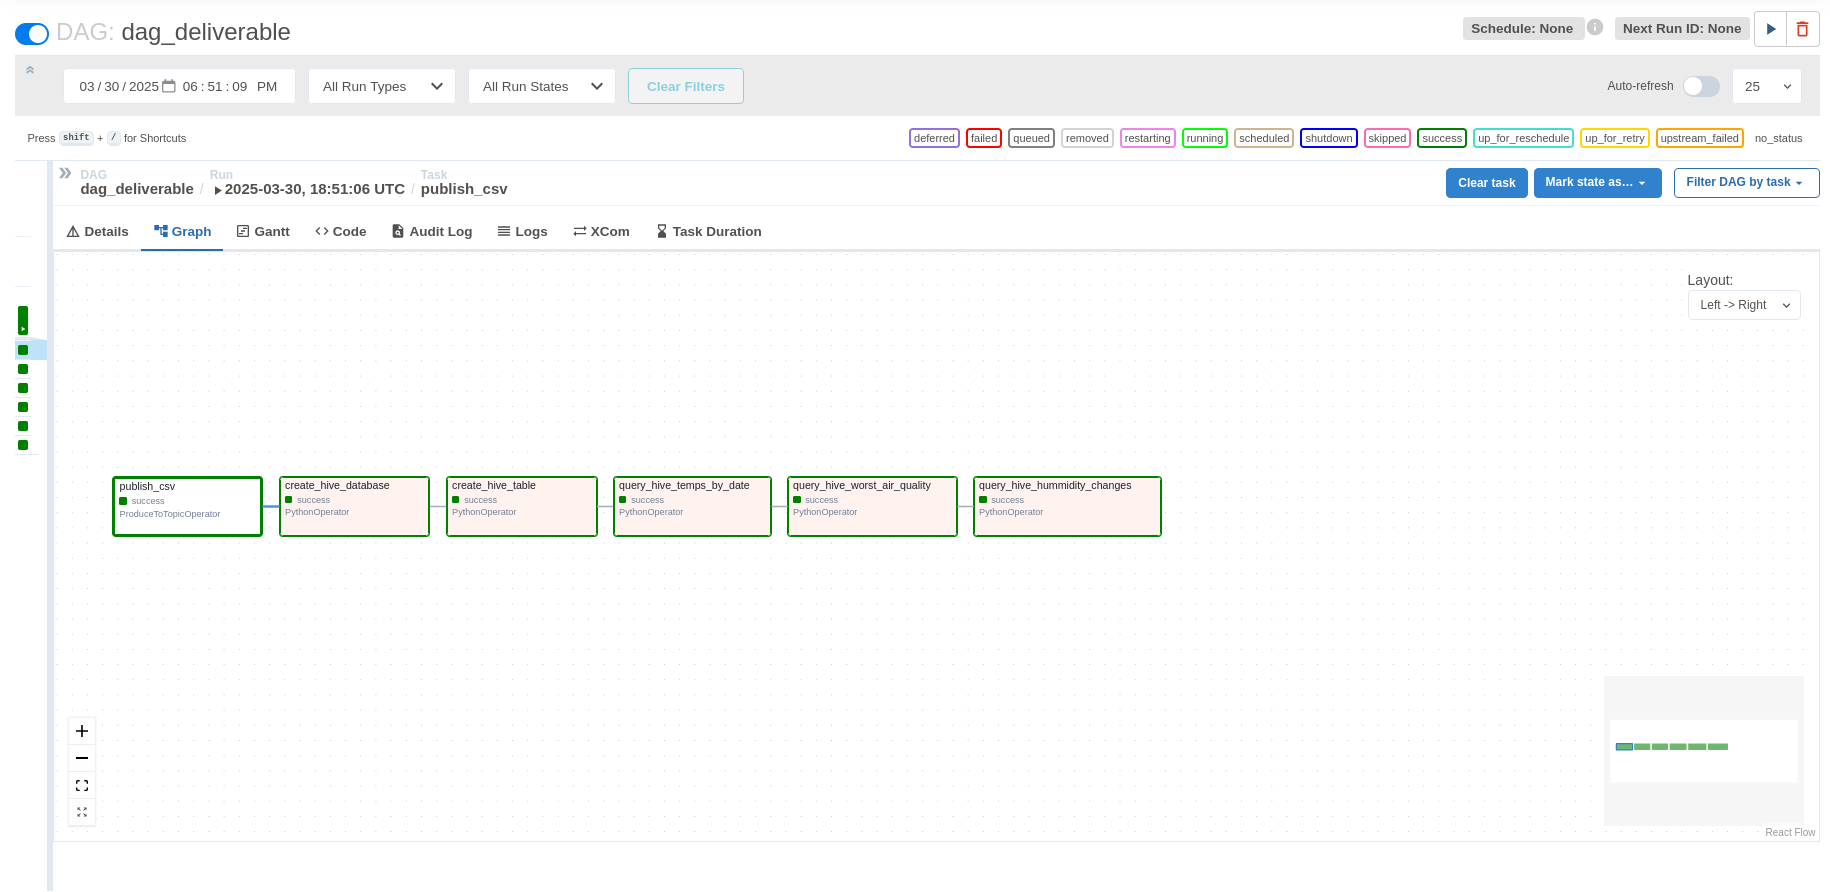 DAG: dag_deliverable
Schedule: None
Next Run ID: None
03 / 30 / 2025 06 : 51 : 09 PM
All Run Types
All Run States
Clear Filters
Auto-refresh
25
Press shift + / for Shortcuts
deferred failed queued removed restarting running scheduled shutdown skipped success up_for_reschedule up_for_retry upstream_failed no_status
DAG
dag_deliverable /
Run
2025-03-30, 18:51:06 UTC /
Task
publish_csv
Clear task
Mark state as…
Filter DAG by task
Details
Graph
Gantt
Code
Audit Log
Logs
XCom
Task Duration
Layout:
Left -> Right
publish_csv
success
ProduceToTopicOperator
create_hive_database
success
PythonOperator
create_hive_table
success
PythonOperator
query_hive_temps_by_date
success
PythonOperator
query_hive_worst_air_quality
success
PythonOperator
query_hive_hummidity_changes
success
PythonOperator
React Flow